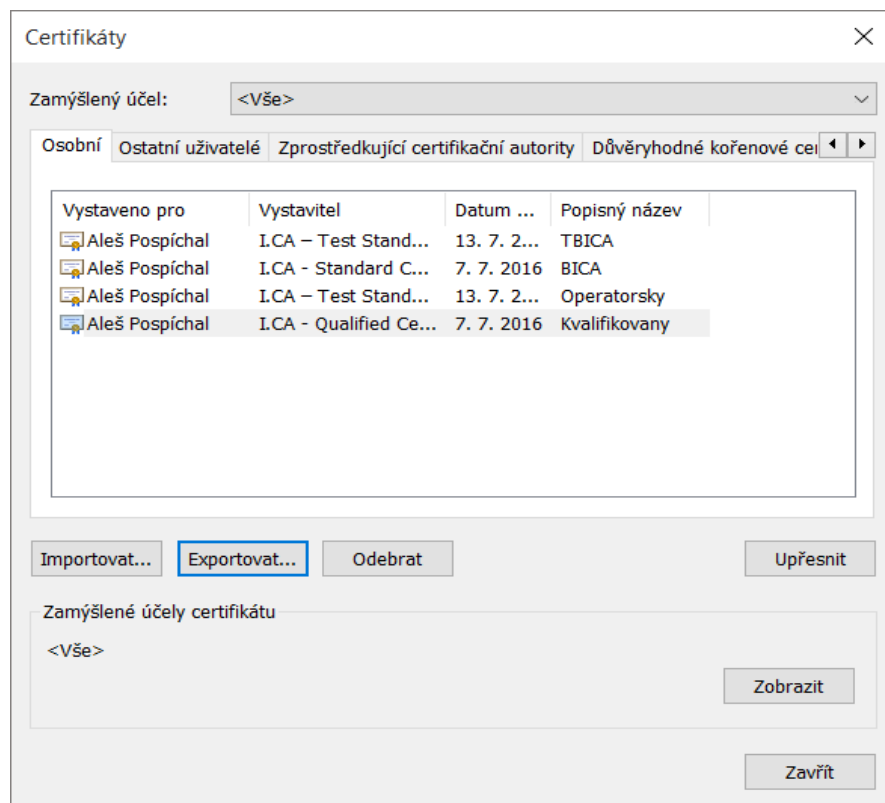 Certifikáty
Zamýšlený účel: <Vše>
Osobní Ostatní uživatelé Zprostředkující certifikační autority Důvěryhodné kořenové cer
Vystaveno pro Vystavitel Datum ... Popisný název
Aleš Pospíchal I.CA – Test Stand... 13. 7. 2... TBICA
Aleš Pospíchal I.CA - Standard C... 7. 7. 2016 BICA
Aleš Pospíchal I.CA – Test Stand... 13. 7. 2... Operatorsky
Aleš Pospíchal I.CA - Qualified Ce... 7. 7. 2016 Kvalifikovany
Importovat... Exportovat... Odebrat Upřesnit
Zamýšlené účely certifikátu
<Vše>
Zobrazit
Zavřít